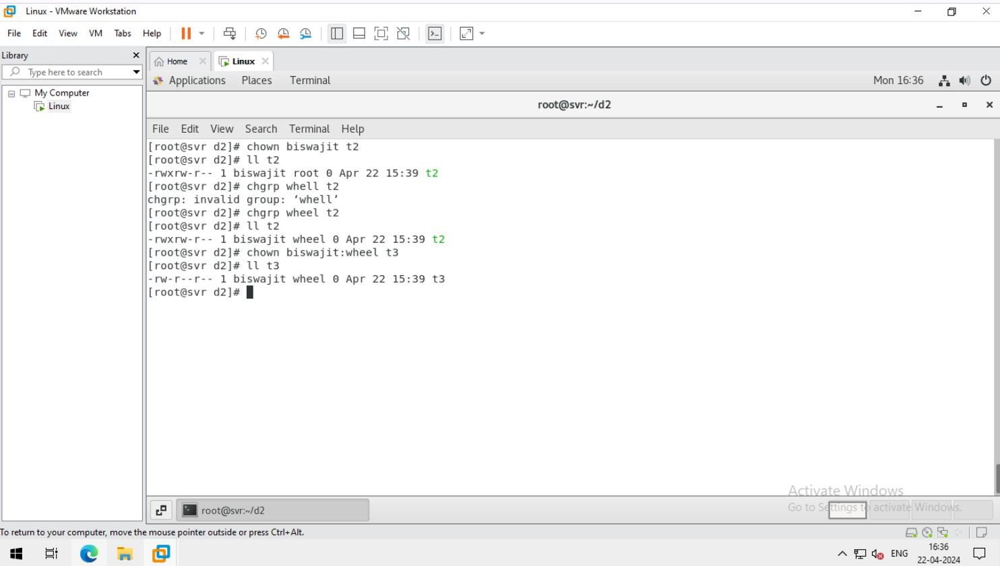 Linux - VMware Workstation
File Edit View VM Tabs Help
Library
Type here to search
My Computer
Linux
Home
Linux
Applications Places Terminal
Mon 16:36
root@svr:~/d2
File Edit View Search Terminal Help
[root@svr d2]# chown biswajit t2
[root@svr d2]# ll t2
-rwxrw-r-- 1 biswajit root 0 Apr 22 15:39 t2
[root@svr d2]# chgrp whell t2
chgrp: invalid group: ‘whell’
[root@svr d2]# chgrp wheel t2
[root@svr d2]# ll t2
-rwxrw-r-- 1 biswajit wheel 0 Apr 22 15:39 t2
[root@svr d2]# chown biswajit:wheel t3
[root@svr d2]# ll t3
-rw-r--r-- 1 biswajit wheel 0 Apr 22 15:39 t3
[root@svr d2]#
Activate Windows
Go to Settings to activate Windows.
root@svr:~/d2
To return to your computer, move the mouse pointer outside or press Ctrl+Alt.
ENG
16:36
22-04-2024